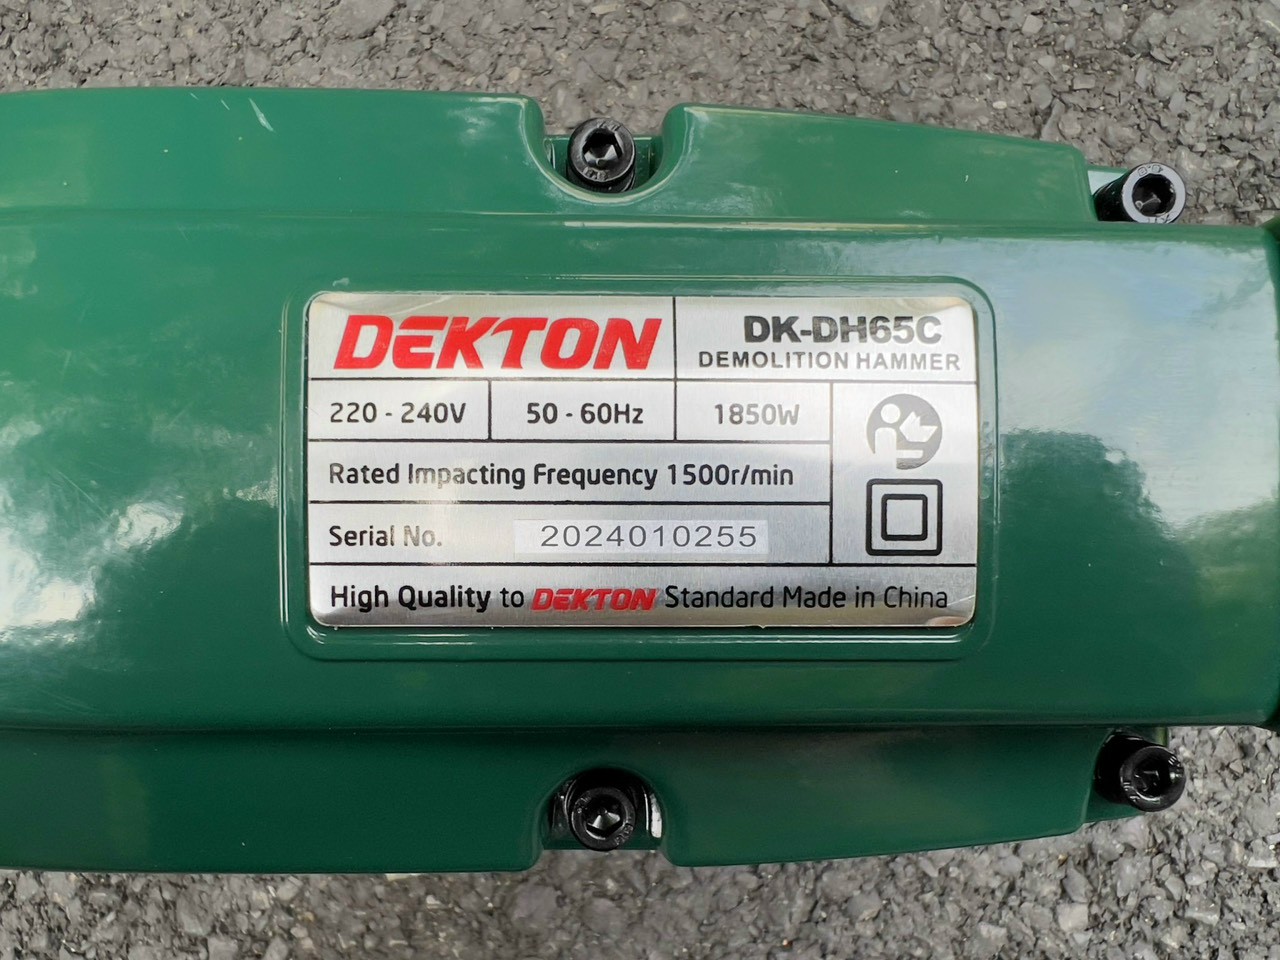 DEKTON
DK-DH65C
DEMOLITION HAMMER
220 - 240V
50 - 60Hz
1850W
Rated Impacting Frequency 1500r/min
Serial No. 2024010255
High Quality to DEKTON Standard Made in China